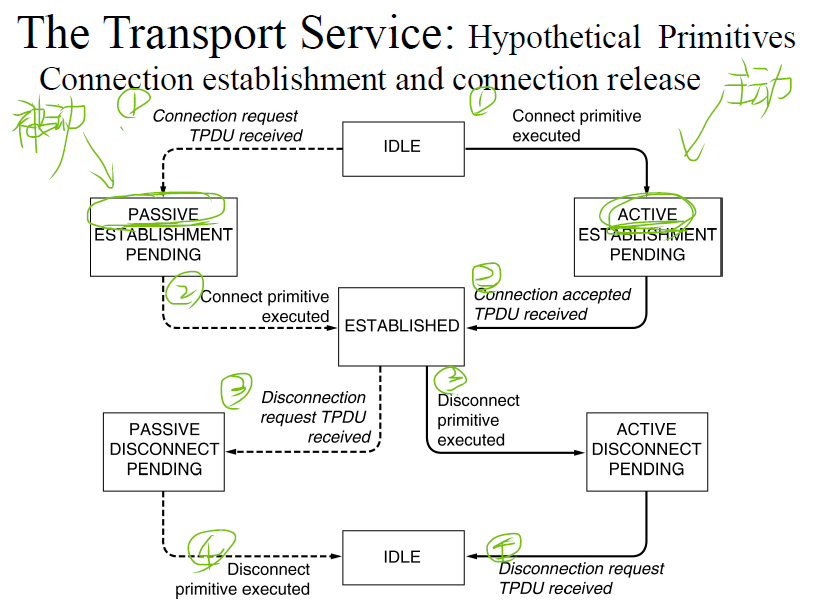 The Transport Service: Hypothetical Primitives
Connection establishment and connection release
被动
主动
①
Connection request
TPDU received
IDLE
①
Connect primitive
executed
PASSIVE
ESTABLISHMENT
PENDING
ACTIVE
ESTABLISHMENT
PENDING
②
Connect primitive
executed
ESTABLISHED
②
Connection accepted
TPDU received
③
Disconnection
request TPDU
received
③
Disconnect
primitive
executed
PASSIVE
DISCONNECT
PENDING
ACTIVE
DISCONNECT
PENDING
④
Disconnect
primitive executed
IDLE
Disconnection request
TPDU received